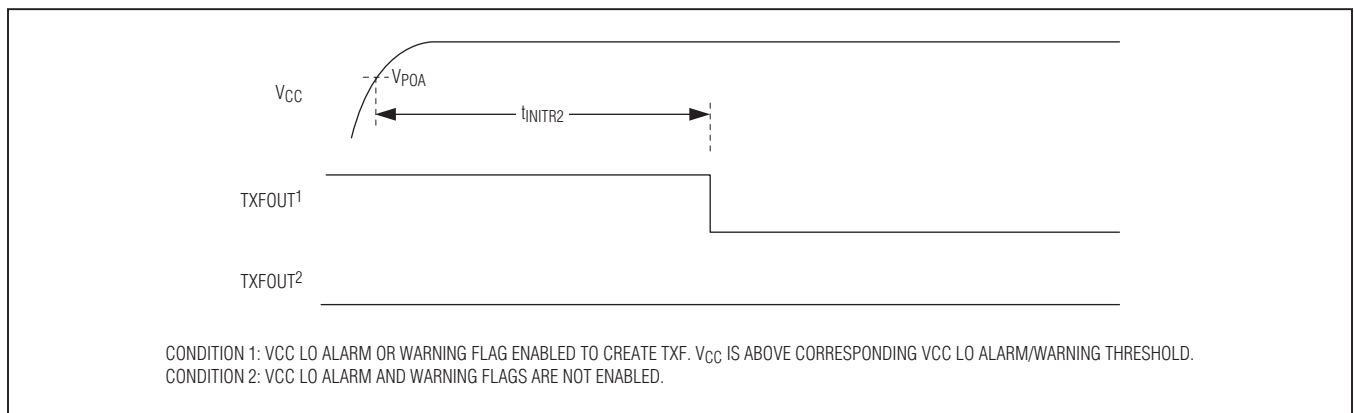 VCC
VPOA
tINITR2
TXFOUT1
TXFOUT2
CONDITION 1: VCC LO ALARM OR WARNING FLAG ENABLED TO CREATE TXF. VCC IS ABOVE CORRESPONDING VCC LO ALARM/WARNING THRESHOLD.
CONDITION 2: VCC LO ALARM AND WARNING FLAGS ARE NOT ENABLED.